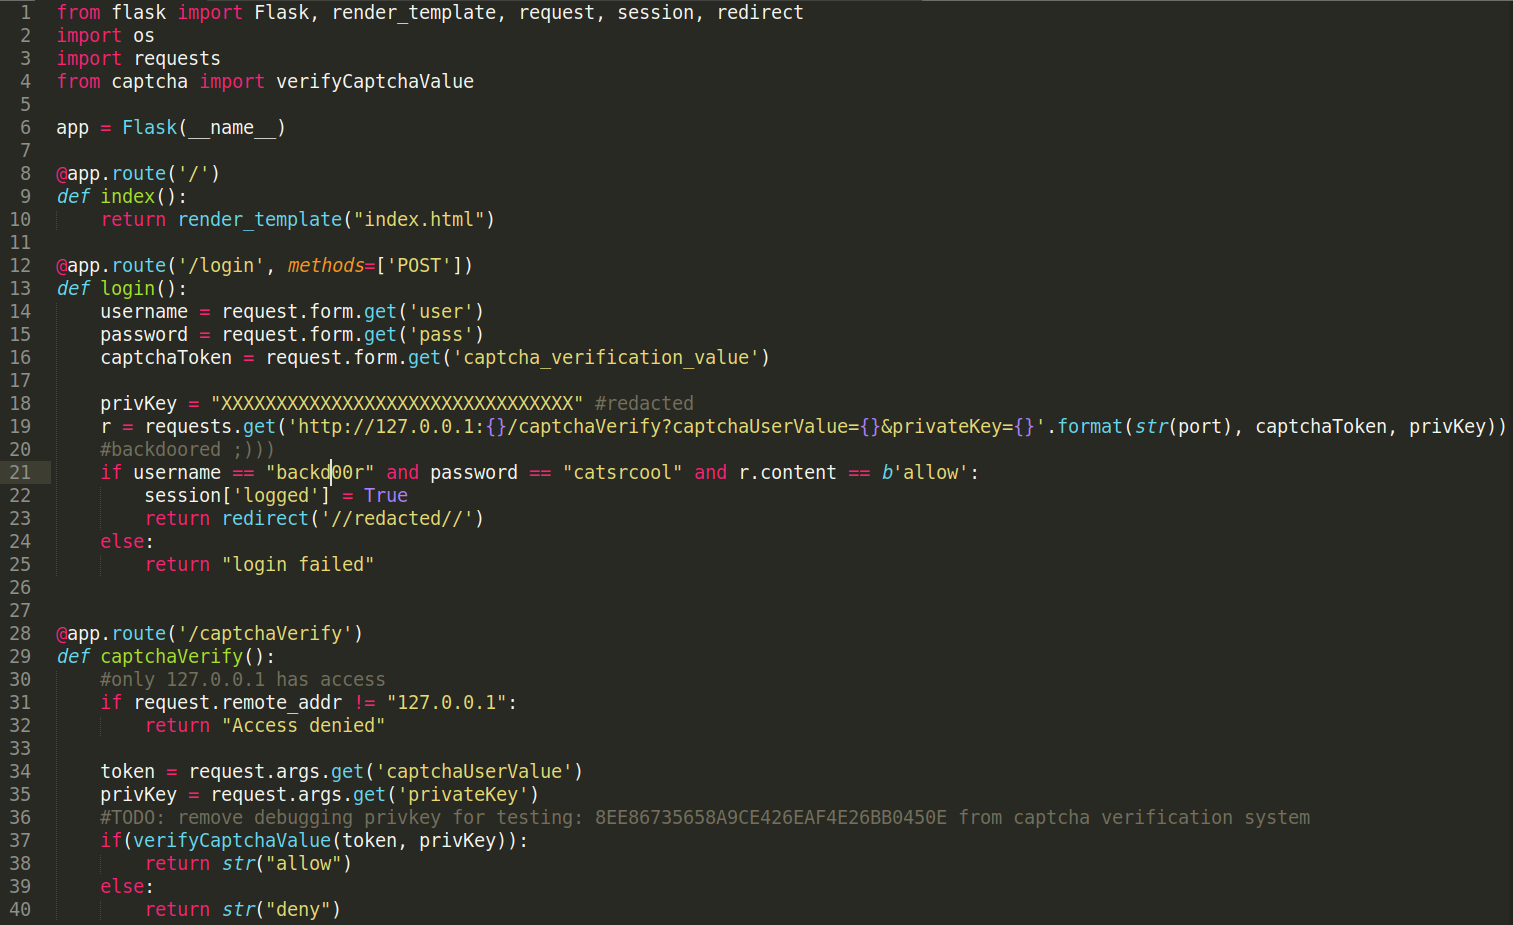 1 from flask import Flask, render_template, request, session, redirect
2 import os
3 import requests
4 from captcha import verifyCaptchaValue
5
6 app = Flask(__name__)
7
8 @app.route('/')
9 def index():
10     return render_template("index.html")
11
12 @app.route('/login', methods=['POST'])
13 def login():
14     username = request.form.get('user')
15     password = request.form.get('pass')
16     captchaToken = request.form.get('captcha_verification_value')
17
18     privKey = "XXXXXXXXXXXXXXXXXXXXXXXXXXXXXXXX" #redacted
19     r = requests.get('http://127.0.0.1:{}/captchaVerify?captchaUserValue={}&privateKey={}'.format(str(port), captchaToken, privKey))
20     #backdoored ;)))
21     if username == "backd00r" and password == "catsrcool" and r.content == b'allow':
22         session['logged'] = True
23         return redirect('//redacted//')
24     else:
25         return "login failed"
26
27
28 @app.route('/captchaVerify')
29 def captchaVerify():
30     #only 127.0.0.1 has access
31     if request.remote_addr != "127.0.0.1":
32         return "Access denied"
33
34     token = request.args.get('captchaUserValue')
35     privKey = request.args.get('privateKey')
36     #TODO: remove debugging privkey for testing: 8EE86735658A9CE426EAF4E26BB0450E from captcha verification system
37     if(verifyCaptchaValue(token, privKey)):
38         return str("allow")
39     else:
40         return str("deny")